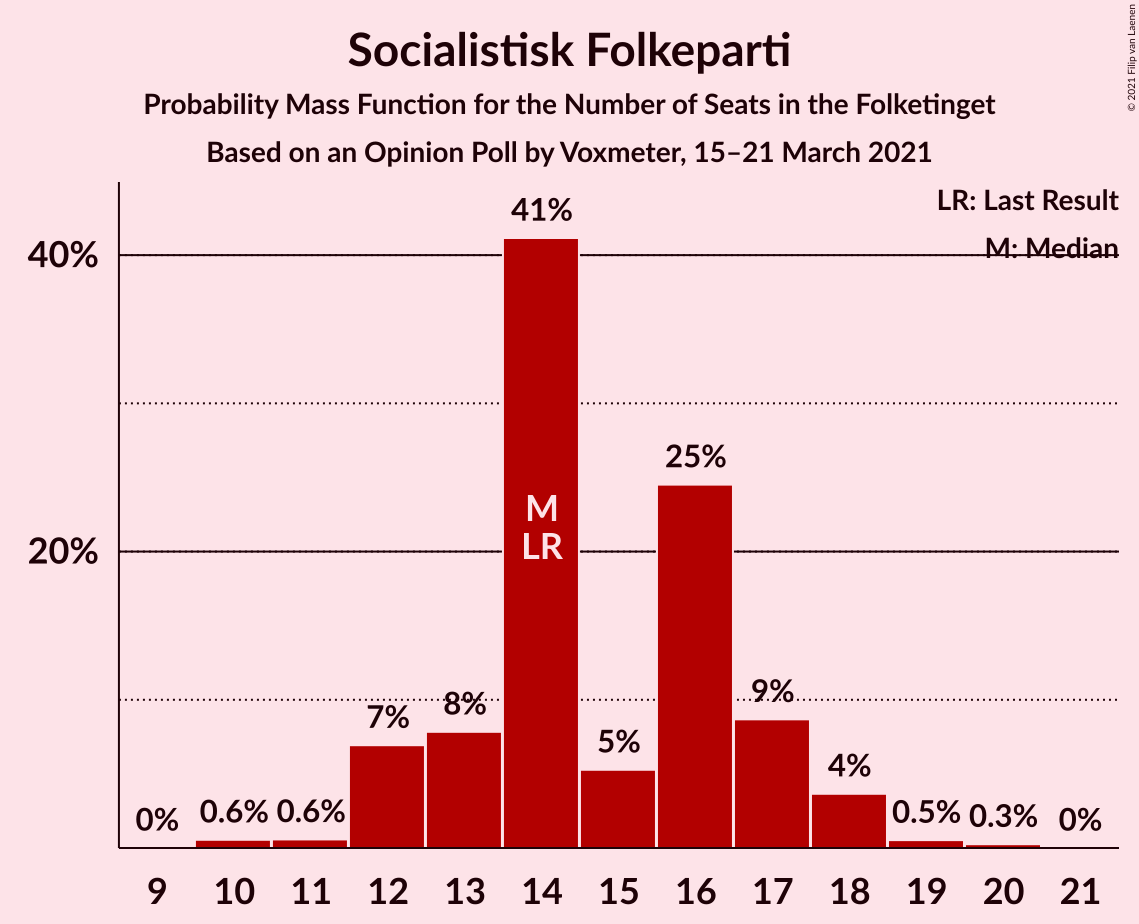 Socialistisk Folkeparti
Probability Mass Function for the Number of Seats in the Folketinget
Based on an Opinion Poll by Voxmeter, 15–21 March 2021
© 2021 Filip van Laenen
LR: Last Result
M: Median
40%
20%
0%
0.6%
0.6%
7%
8%
41%
M
LR
5%
25%
9%
4%
0.5%
0.3%
0%
9 10 11 12 13 14 15 16 17 18 19 20 21